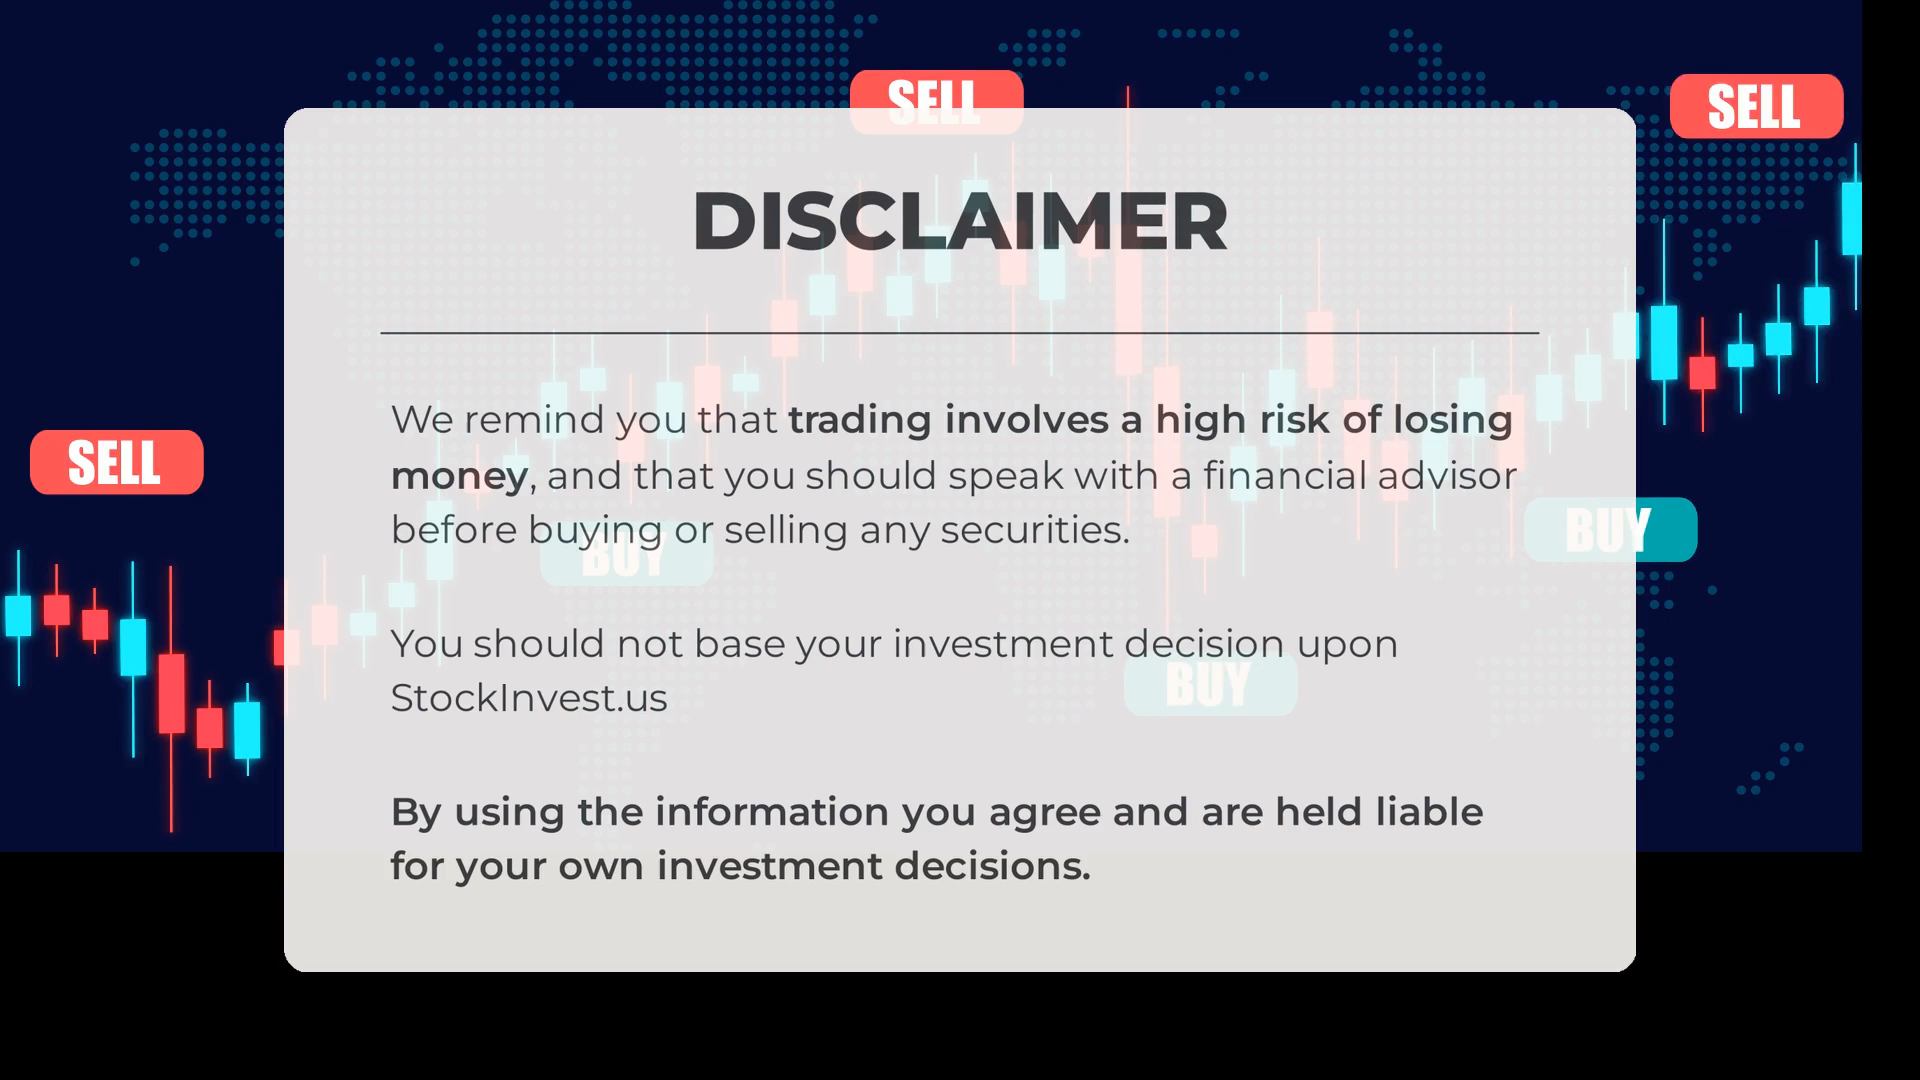 SELL
SELL
DISCLAIMER
We remind you that trading involves a high risk of losing
money, and that you should speak with a financial advisor
before buying or selling any securities.
SELL
BUY
BUY
You should not base your investment decision upon
StockInvest.us
BUY
By using the information you agree and are held liable
for your own investment decisions.